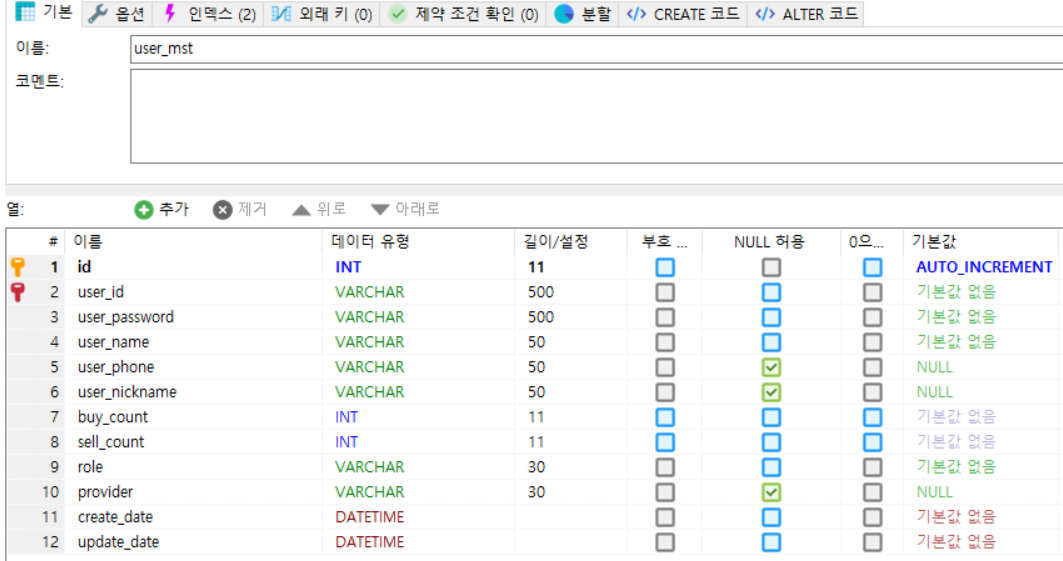 기본 옵션 인덱스 (2) 외래 키 (0) 제약 조건 확인 (0) 분할 </> CREATE 코드 </> ALTER 코드
이름: user_mst
코멘트:
열: 추가 제거 위로 아래로
# 이름 데이터 유형 길이/설정 부호 ... NULL 허용 0으... 기본값
1 id INT 11 AUTO_INCREMENT
2 user_id VARCHAR 500 기본값 없음
3 user_password VARCHAR 500 기본값 없음
4 user_name VARCHAR 50 기본값 없음
5 user_phone VARCHAR 50 NULL
6 user_nickname VARCHAR 50 NULL
7 buy_count INT 11 기본값 없음
8 sell_count INT 11 기본값 없음
9 role VARCHAR 30 기본값 없음
10 provider VARCHAR 30 NULL
11 create_date DATETIME 기본값 없음
12 update_date DATETIME 기본값 없음